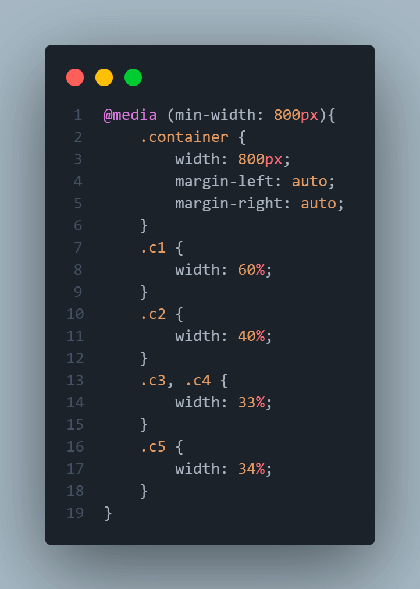 1 @media (min-width: 800px){
2     .container {
3         width: 800px;
4         margin-left: auto;
5         margin-right: auto;
6     }
7     .c1 {
8         width: 60%;
9     }
10     .c2 {
11         width: 40%;
12     }
13     .c3, .c4 {
14         width: 33%;
15     }
16     .c5 {
17         width: 34%;
18     }
19 }